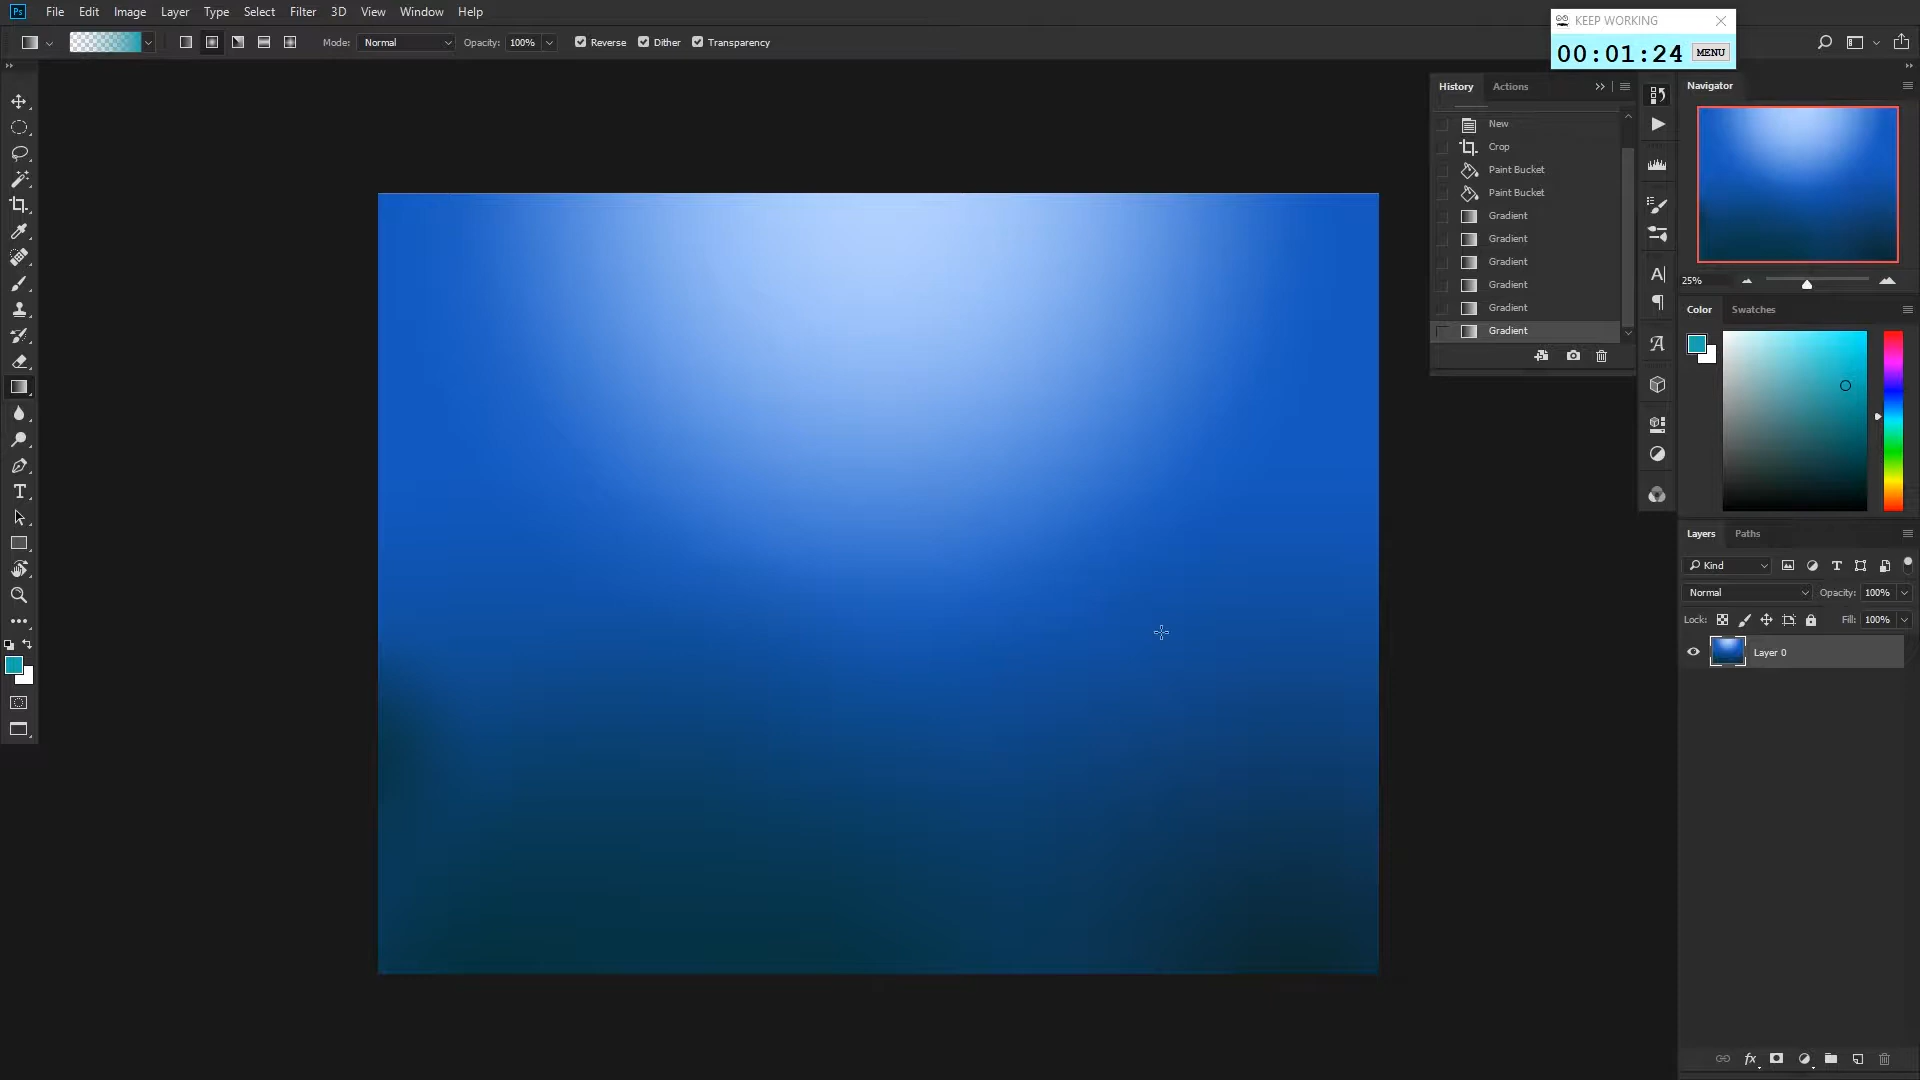 Ps File Edit Image Layer Type Select Filter 3D View Window Help
KEEP WORKING
00:01:24 MENU
Mode: Normal Opacity: 100% Reverse Dither Transparency
History Actions
New
Crop
Paint Bucket
Paint Bucket
Gradient
Gradient
Gradient
Gradient
Gradient
Gradient
Navigator
25%
Color Swatches
Layers Paths
Kind
Normal Opacity: 100%
Lock: Fill: 100%
Layer 0
fx